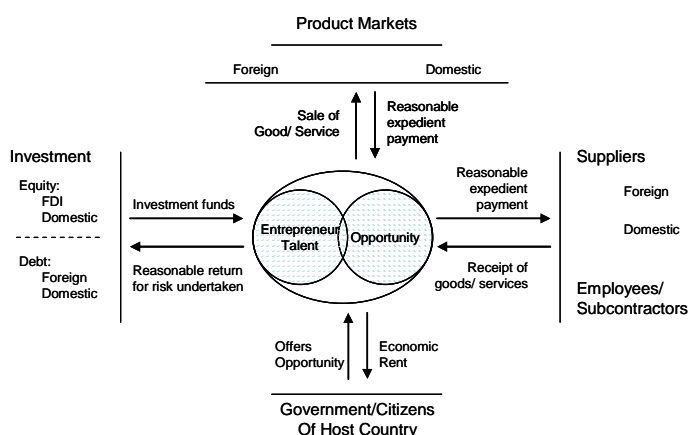 Product Markets
Foreign
Domestic
Sale of
Good/ Service
Reasonable
expedient
payment
Investment
Equity:
FDI
Domestic
Debt:
Foreign
Domestic
Investment funds
Reasonable return
for risk undertaken
Entrepreneur
Talent
Opportunity
Reasonable
expedient
payment
Receipt of
goods/ services
Suppliers
Foreign
Domestic
Employees/
Subcontractors
Offers
Opportunity
Economic
Rent
Government/Citizens
Of Host Country